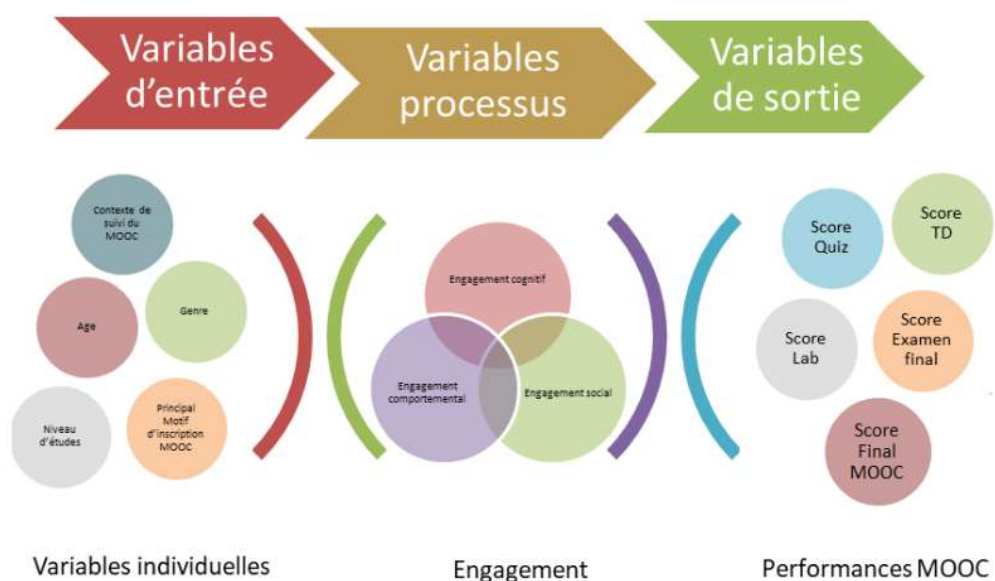 Variables
d'entrée
Variables
processus
Variables
de sortie
Contexte de
suivi du
MOOC
Age
Genre
Niveau
d'études
Principal
Motif
d'inscription
MOOC
Engagement cognitif
Engagement
comportemental
Engagement social
Score
Quiz
Score
TD
Score
Lab
Score
Examen
final
Score
Final
MOOC
Variables individuelles
Engagement
Performances MOOC